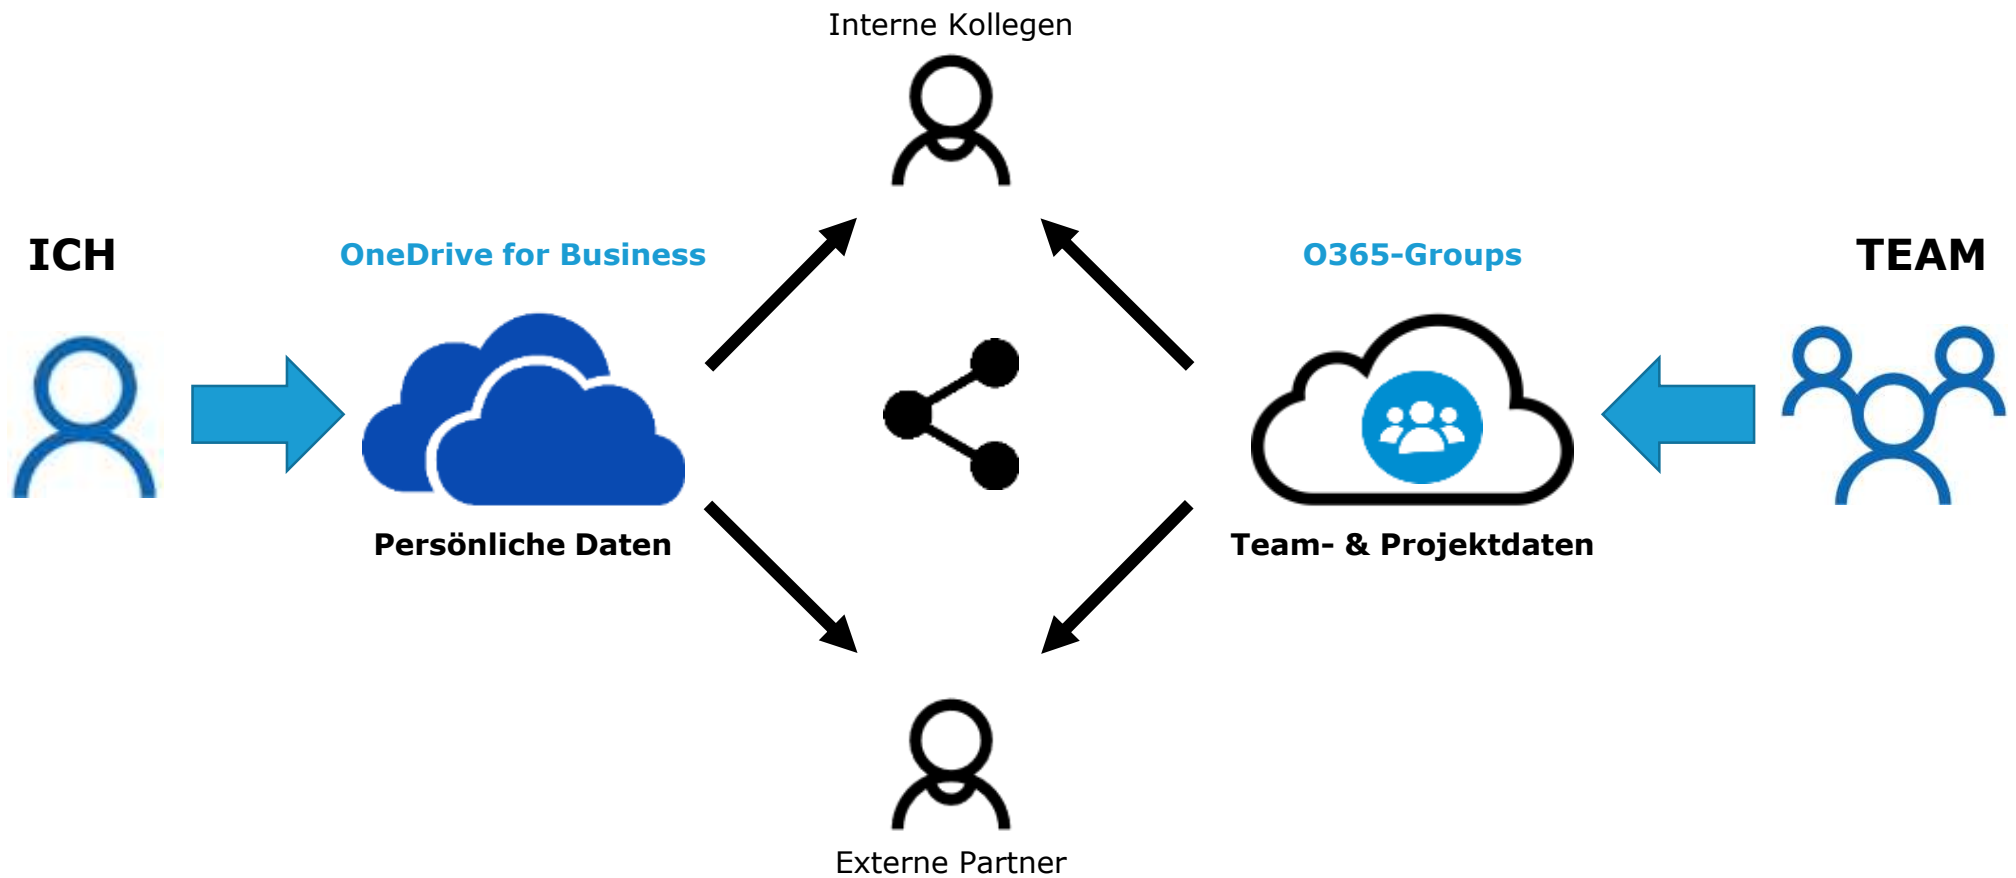 Interne Kollegen
ICH
OneDrive for Business
O365-Groups
TEAM
Persönliche Daten
Team- & Projektdaten
Externe Partner